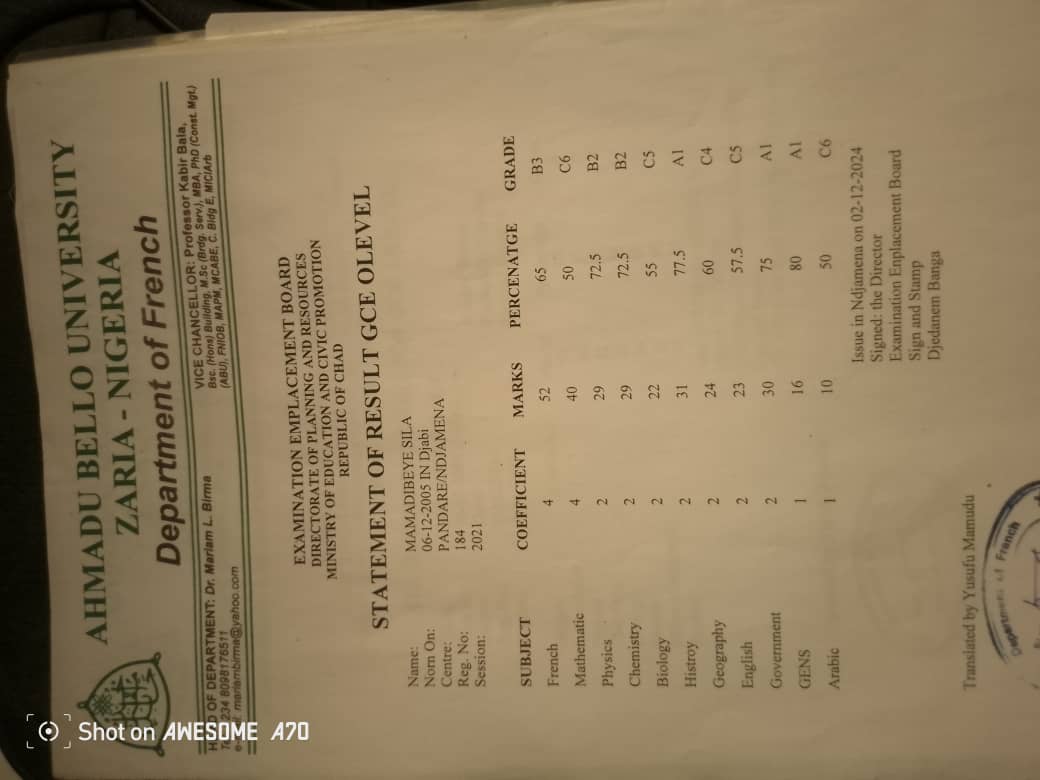 AHMADU BELLO UNIVERSITY
ZARIA - NIGERIA
Department of French
VICE CHANCELLOR: Professor Kabir Bala,
Bsc. (Hons) Building, M.Sc (Brdg. Serv.), MBA, PhD (Const. Mgt.)
(ABU), FNIOB, MAPM, MCABE, C. Bldg E, MICIArb
OF DEPARTMENT: Dr. Mariam L. Birma
234 8098176511
mariambirma@yahoo.com
EXAMINATION EMPLACEMENT BOARD
DIRECTORATE OF PLANNING AND RESOURCES
MINISTRY OF EDUCATION AND CIVIC PROMOTION
REPUBLIC OF CHAD
STATEMENT OF RESULT GCE OLEVEL
Name: MAMADIBEYE SILA
Norn On: 06-12-2005 IN Djabi
Centre: PANDARE/NDJAMENA
Reg. No: 184
Session: 2021
SUBJECT COEFFICIENT MARKS PERCENATGE GRADE
French 4 52 65 B3
Mathematic 4 40 50 C6
Physics 2 29 72.5 B2
Chemistry 2 29 72.5 B2
Biology 2 22 55 C5
Histroy 2 31 77.5 A1
Geography 2 24 60 C4
English 2 23 57.5 C5
Government 2 30 75 A1
GENS 1 16 80 A1
Arabic 1 10 50 C6
Issue in Ndjamena on 02-12-2024
Signed: the Director
Examination Enplacement Board
Sign and Stamp
Djedanem Banga
Translated by Yusufu Mamudu
Department of French
Shot on AWESOME A70